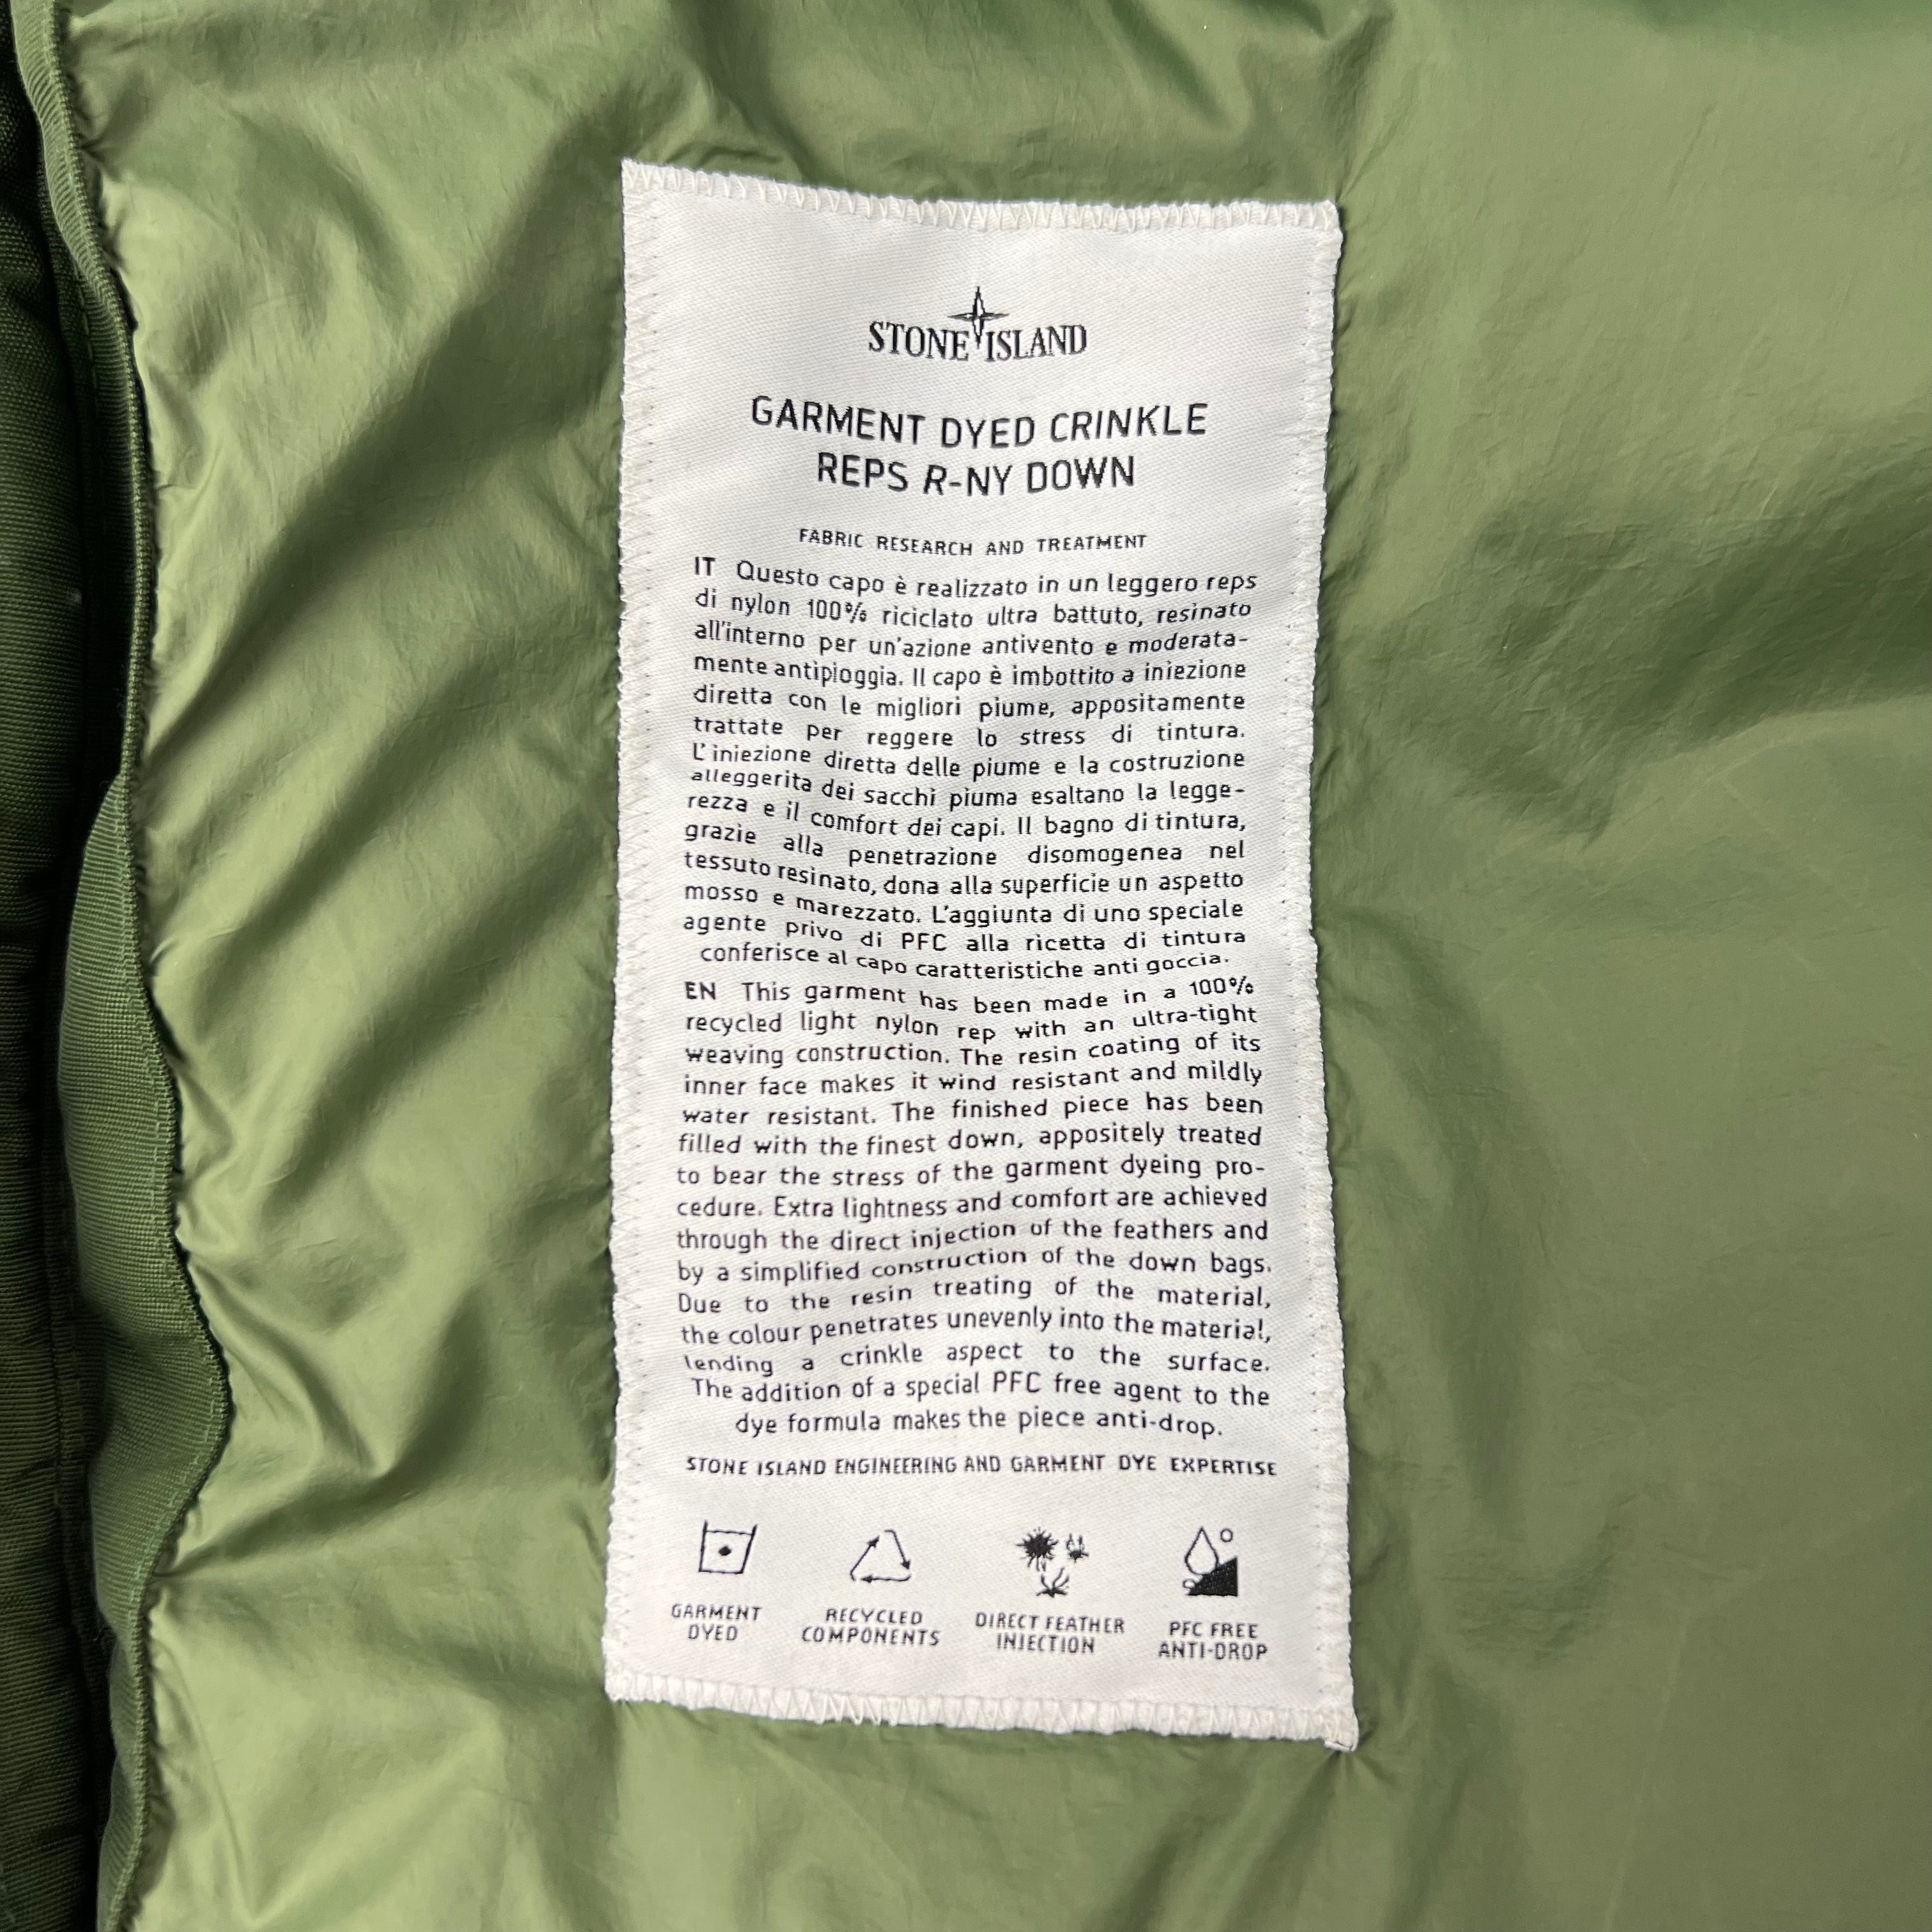 STONE ISLAND
GARMENT DYED CRINKLE
REPS R-NY DOWN
FABRIC RESEARCH AND TREATMENT
IT Questo capo è realizzato in un leggero reps
di nylon 100% riciclato ultra battuto, resinato
all'interno per un'azione antivento e moderata-
mente antipioggia. Il capo è imbottito a iniezione
diretta con le migliori piume, appositamente
trattate per reggere lo stress di tintura.
L'iniezione diretta delle piume e la costruzione
alleggerita dei sacchi piuma esaltano la legge-
rezza e il comfort dei capi. Il bagno di tintura,
grazie alla penetrazione disomogenea nel
tessuto resinato, dona alla superficie un aspetto
mosso e marezzato. L'aggiunta di uno speciale
agente privo di PFC alla ricetta di tintura
conferisce al capo caratteristiche anti goccia.
EN This garment has been made in a 100%
recycled light nylon rep with an ultra-tight
weaving construction. The resin coating of its
inner face makes it wind resistant and mildly
water resistant. The finished piece has been
filled with the finest down, appositely treated
to bear the stress of the garment dyeing pro-
cedure. Extra lightness and comfort are achieved
through the direct injection of the feathers and
by a simplified construction of the down bags.
Due to the resin treating of the material,
the colour penetrates unevenly into the material,
lending a crinkle aspect to the surface.
The addition of a special PFC free agent to the
dye formula makes the piece anti-drop.
STONE ISLAND ENGINEERING AND GARMENT DYE EXPERTISE
GARMENT
DYED
RECYCLED
COMPONENTS
DIRECT FEATHER
INJECTION
PFC FREE
ANTI-DROP